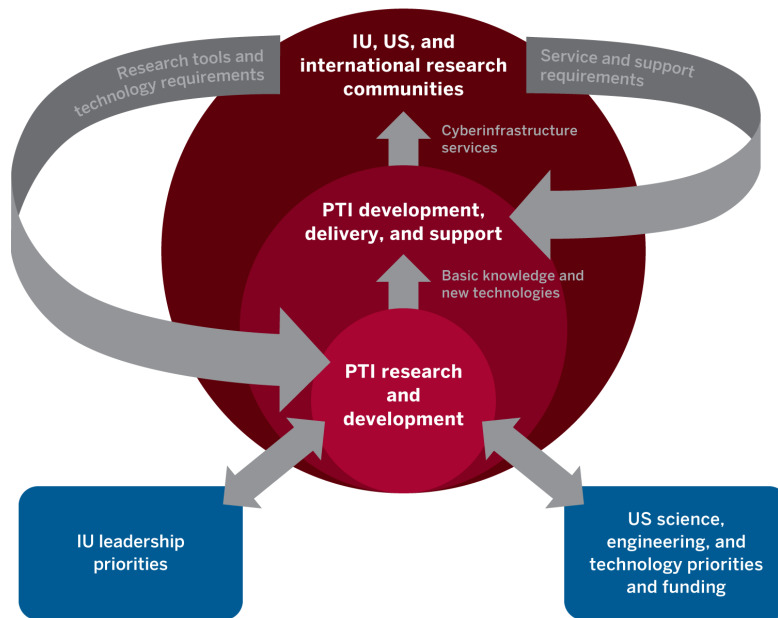 Research tools and
technology requirements
IU, US, and
international research
communities
Service and support
requirements
Cyberinfrastructure
services
PTI development,
delivery, and support
Basic knowledge and
new technologies
PTI research
and
development
IU leadership
priorities
US science,
engineering, and
technology priorities
and funding